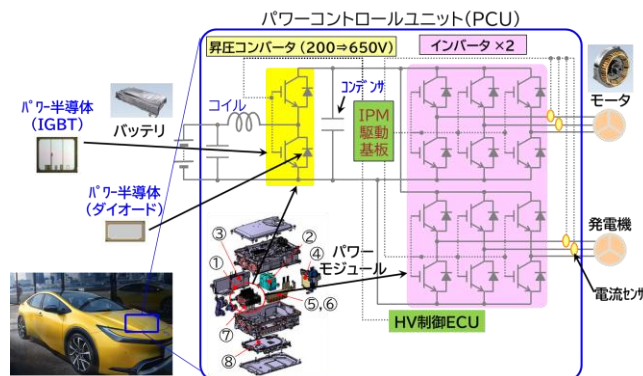 パワーコントロールユニット(PCU)
昇圧コンバータ (200⇒650V)
インバータ ×2
コイル
コンデンサ
モータ
パワー半導体
(IGBT)
バッテリ
IPM
駆動
基板
パワー半導体
(ダイオード)
発電機
③
②
パワー
モジュール
④
①
⑤,⑥
⑦
⑧
電流センサ
HV制御ECU